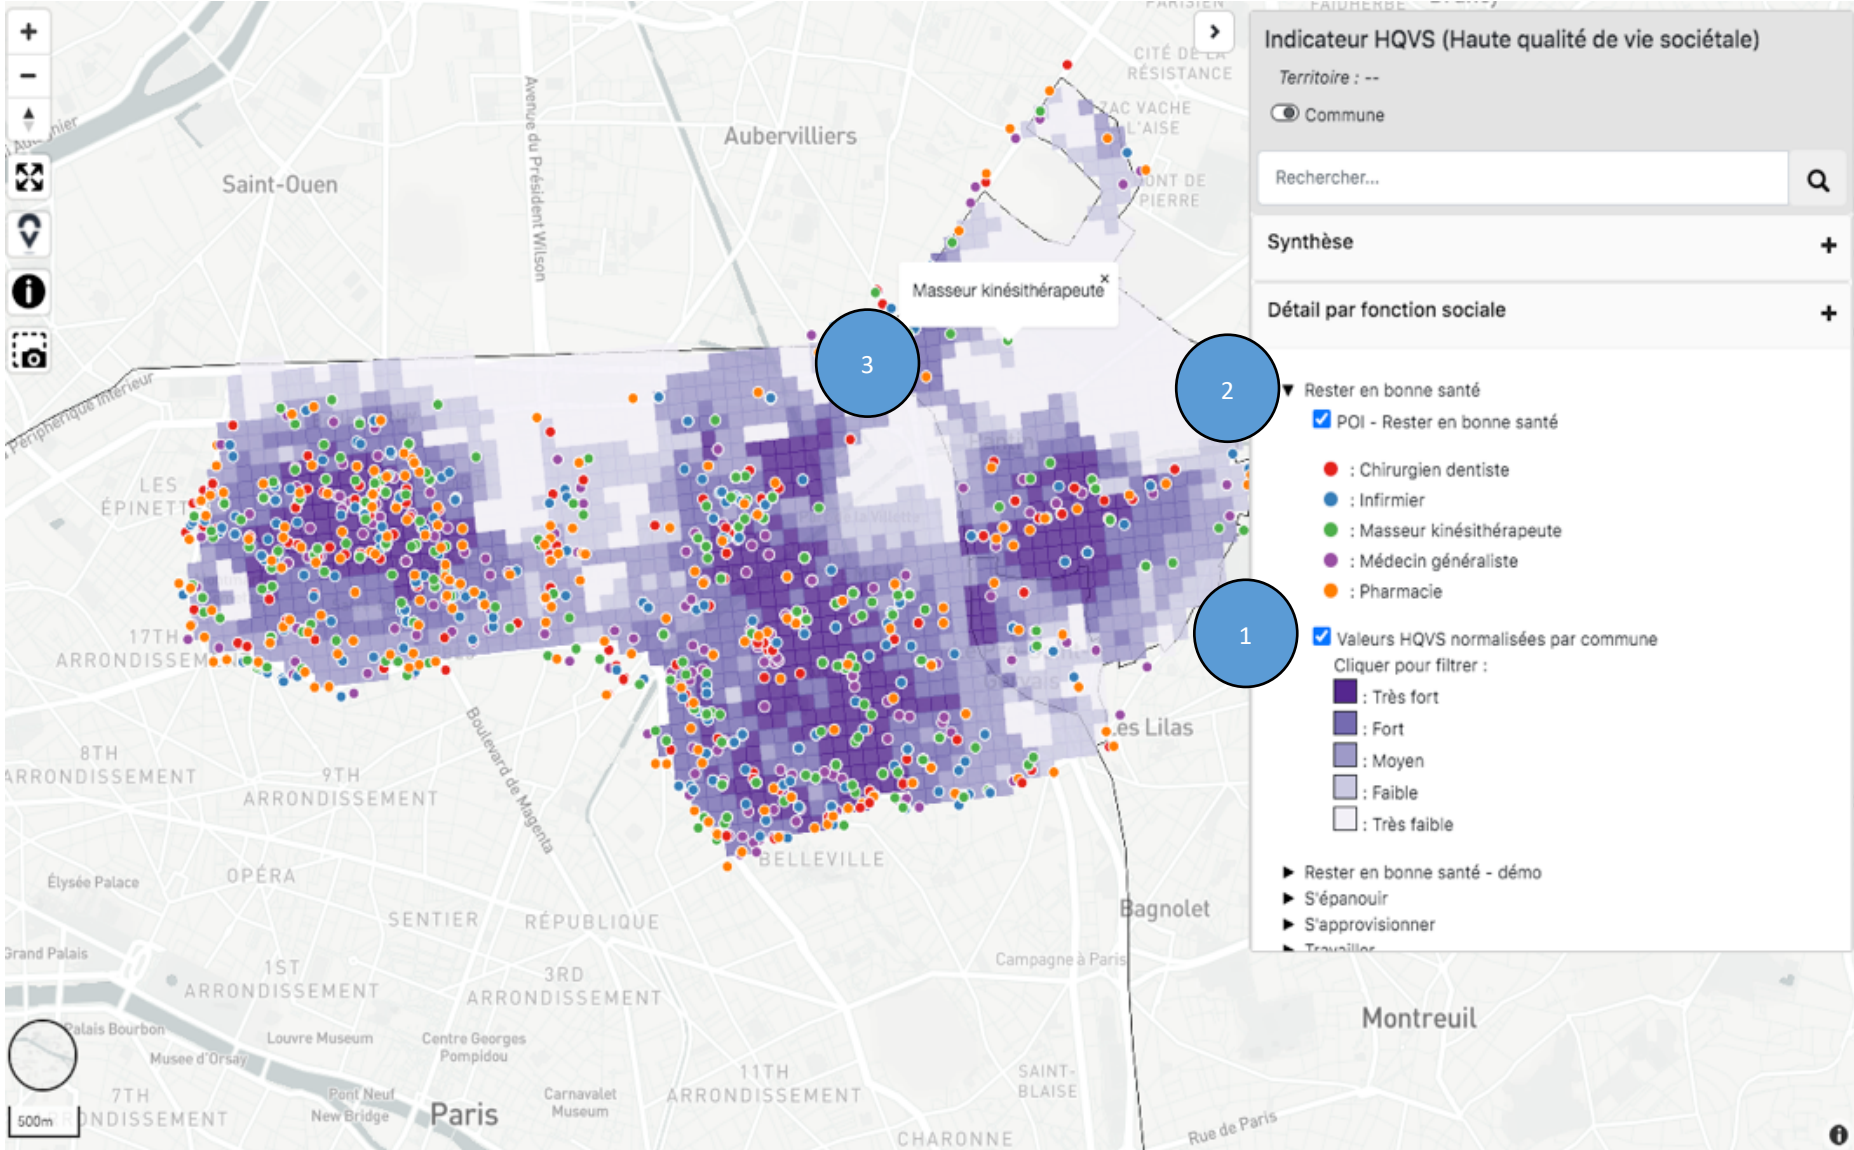 PARISIEN
FAIDHERBE
CITÉ DE LA
RÉSISTANCE
ZAC VACHE
L'AISE
PONT DE
PIERRE
Aubervilliers
Saint-Ouen
Avenue du Président Wilson
Périphérique Intérieur
Masseur kinésithérapeute
×
3
2
1
LES
17TH
8TH
ARRONDISSEMENT
9TH
ARRONDISSEMENT
Boulevard de Magenta
BELLEVILLE
OPÉRA
Élysée Palace
SENTIER
RÉPUBLIQUE
Grand Palais
1ST
ARRONDISSEMENT
3RD
ARRONDISSEMENT
Palais Bourbon
Louvre Museum
Centre Georges
Pompidou
Musee d'Orsay
7TH
Pont Neuf
New Bridge
Paris
Carnavalet
Museum
11TH
ARRONDISSEMENT
CHARONNE
SAINT-
BLAISE
Campagne à Paris
Bagnolet
Montreuil
Rue de Paris
500m
Indicateur HQVS (Haute qualité de vie sociétale)
Territoire : --
Commune
Rechercher...
Synthèse +
Détail par fonction sociale +
▼ Rester en bonne santé
POI - Rester en bonne santé
: Chirurgien dentiste
: Infirmier
: Masseur kinésithérapeute
: Médecin généraliste
: Pharmacie
Valeurs HQVS normalisées par commune
Cliquer pour filtrer :
: Très fort
: Fort
: Moyen
: Faible
: Très faible
► Rester en bonne santé - démo
► S'épanouir
► S'approvisionner
► Travailler